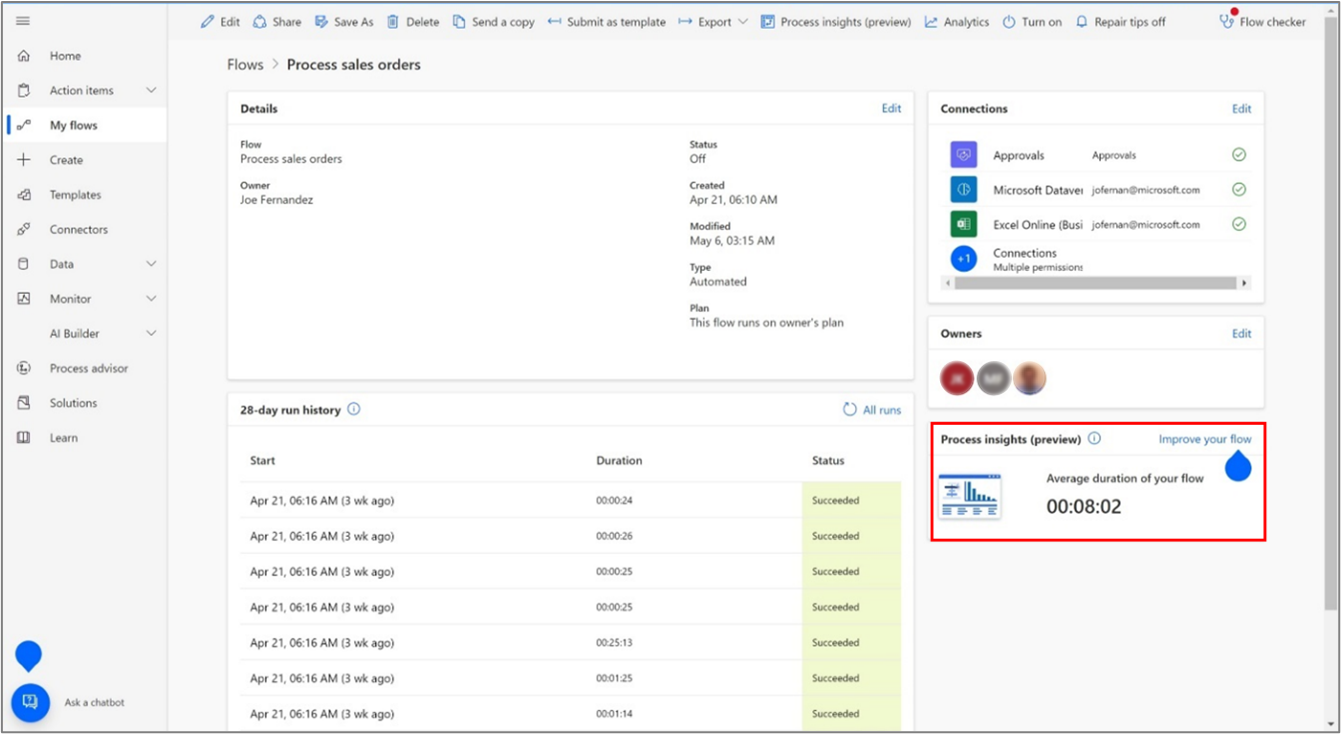 Edit Share Save As Delete Send a copy Submit as template Export Process insights (preview) Analytics Turn on Repair tips off Flow checker
Home
Action items
My flows
Create
Templates
Connectors
Data
Monitor
AI Builder
Process advisor
Solutions
Learn
Ask a chatbot
Flows > Process sales orders
Details Edit
Flow
Process sales orders
Owner
Joe Fernandez
Status
Off
Created
Apr 21, 06:10 AM
Modified
May 6, 03:15 AM
Type
Automated
Plan
This flow runs on owner's plan
28-day run history All runs
Start Duration Status
Apr 21, 06:16 AM (3 wk ago) 00:00:24 Succeeded
Apr 21, 06:16 AM (3 wk ago) 00:00:26 Succeeded
Apr 21, 06:16 AM (3 wk ago) 00:00:25 Succeeded
Apr 21, 06:16 AM (3 wk ago) 00:00:25 Succeeded
Apr 21, 06:16 AM (3 wk ago) 00:25:13 Succeeded
Apr 21, 06:16 AM (3 wk ago) 00:01:25 Succeeded
Apr 21, 06:16 AM (3 wk ago) 00:01:14 Succeeded
Connections Edit
Approvals Approvals
Microsoft Dataver jofernan@microsoft.com
Excel Online (Busi jofernan@microsoft.com
+1 Connections
Multiple permissions
Owners Edit
Process insights (preview) Improve your flow
Average duration of your flow
00:08:02